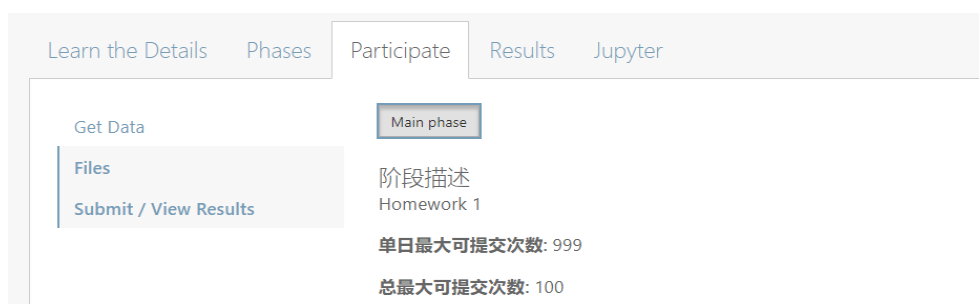 Learn the Details Phases Participate Results Jupyter
Get Data
Files
Submit / View Results
Main phase
阶段描述
Homework 1
单日最大可提交次数: 999
总最大可提交次数: 100